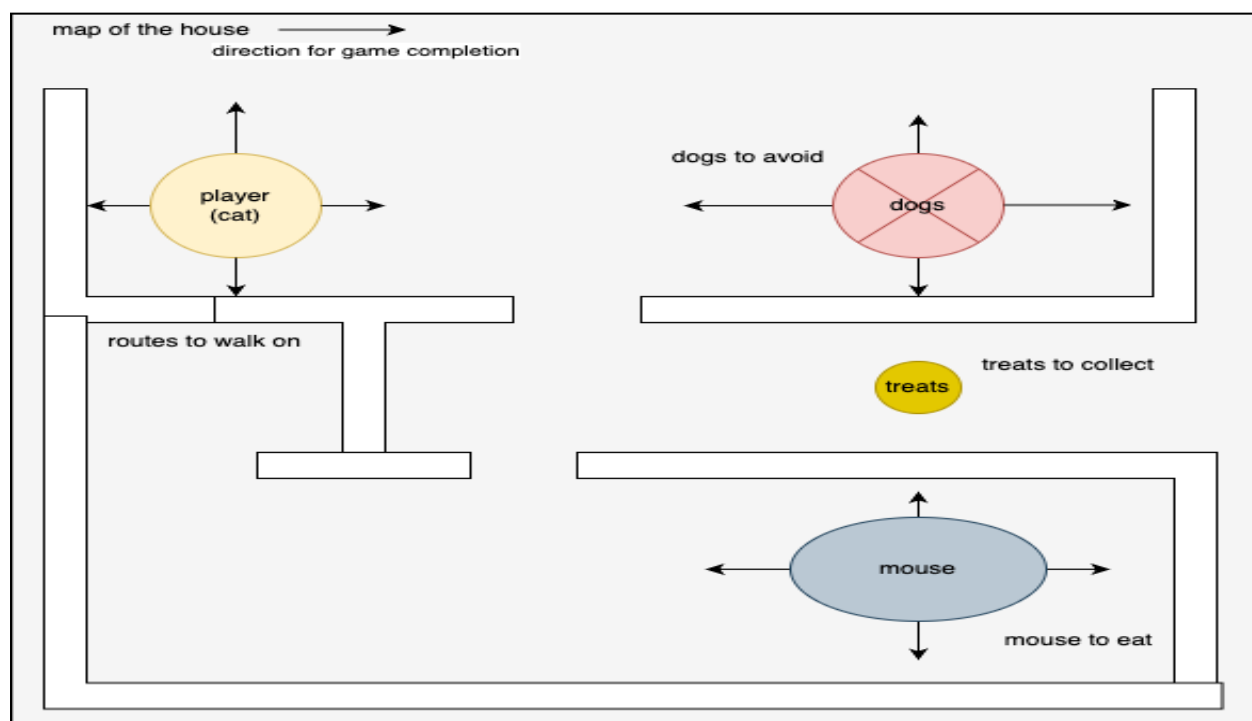 map of the house
direction for game completion
player
(cat)
dogs to avoid
dogs
routes to walk on
treats to collect
treats
mouse
mouse to eat